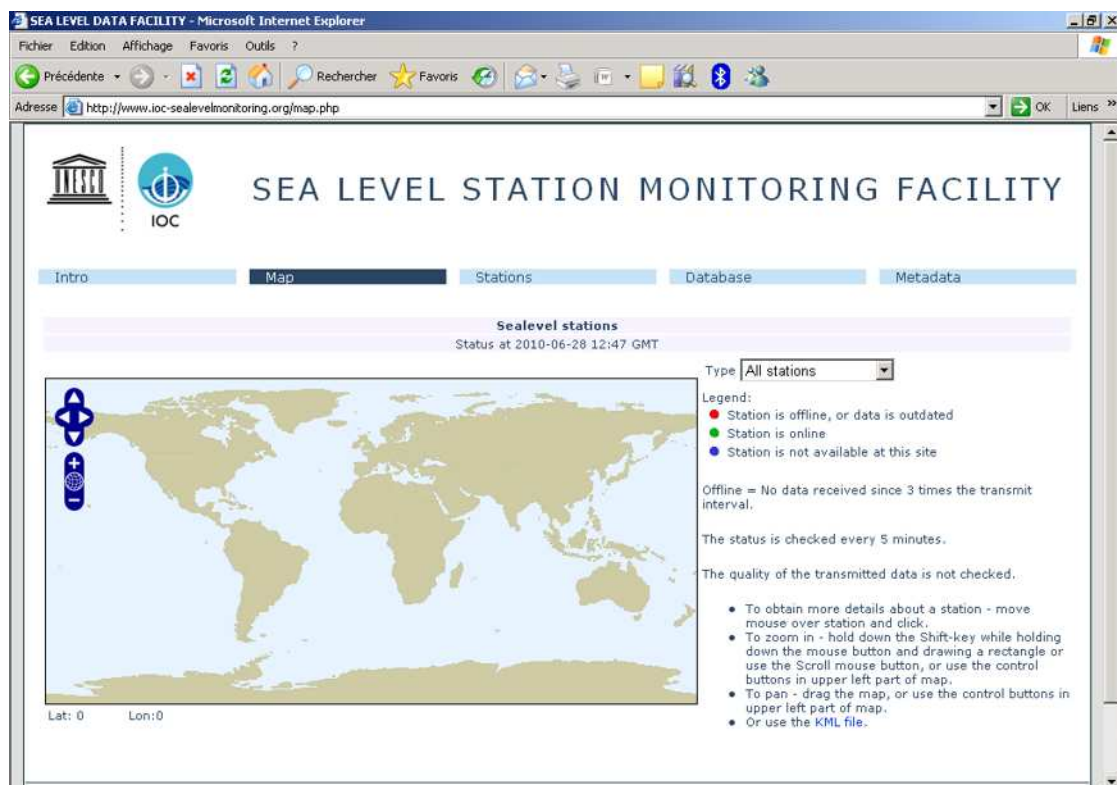 SEA LEVEL DATA FACILITY - Microsoft Internet Explorer
Fichier Edition Affichage Favoris Outils ?
Précédente Rechercher Favoris
Adresse http://www.ioc-sealevelmonitoring.org/map.php OK Liens »
UNESCO
IOC
SEA LEVEL STATION MONITORING FACILITY
Intro Map Stations Database Metadata
Sealevel stations
Status at 2010-06-28 12:47 GMT
Type All stations
Legend:
Station is offline, or data is outdated
Station is online
Station is not available at this site
Offline = No data received since 3 times the transmit
interval.
The status is checked every 5 minutes.
The quality of the transmitted data is not checked.
• To obtain more details about a station - move
mouse over station and click.
• To zoom in - hold down the Shift-key while holding
down the mouse button and drawing a rectangle or
use the Scroll mouse button, or use the control
buttons in upper left part of map.
• To pan - drag the map, or use the control buttons in
upper left part of map.
• Or use the KML file.
Lat: 0 Lon:0